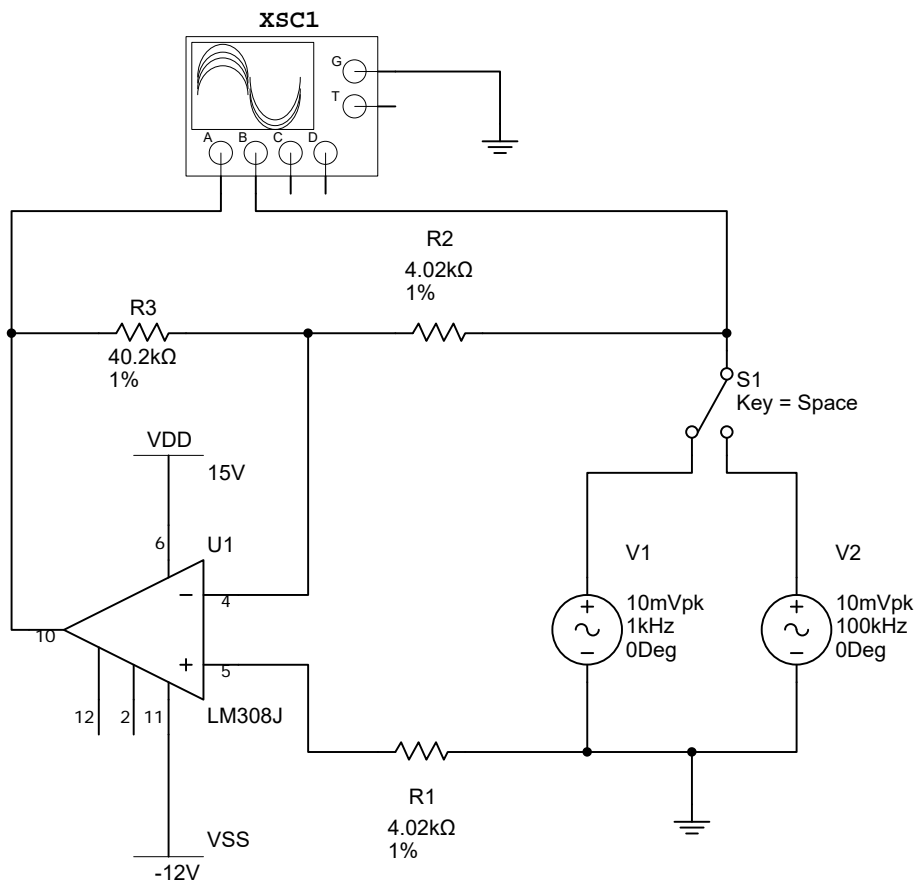 XSC1
G
T
A B C D
R2
4.02kΩ
1%
R3
40.2kΩ
1%
S1
Key = Space
VDD
15V
6
U1
4
10
5
12 2 11
LM308J
V1
10mVpk
1kHz
0Deg
V2
10mVpk
100kHz
0Deg
R1
4.02kΩ
1%
VSS
-12V